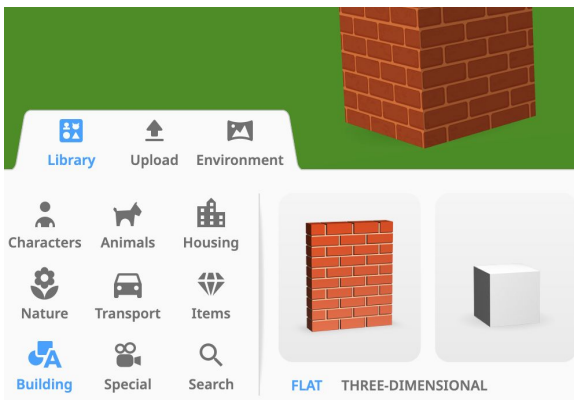 Library Upload Environment
Characters Animals Housing
Nature Transport Items
Building Special Search
FLAT THREE-DIMENSIONAL